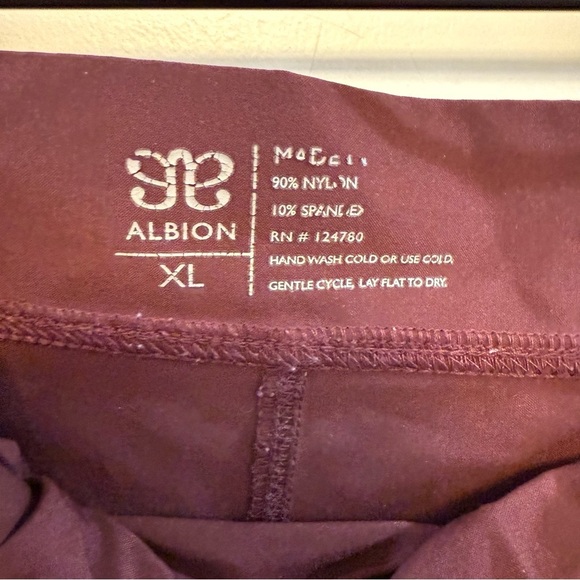 ALBION
XL
90% NYLON
10% SPANDEX
RN # 124780
HAND WASH COLD OR USE COLD,
GENTLE CYCLE, LAY FLAT TO DRY.